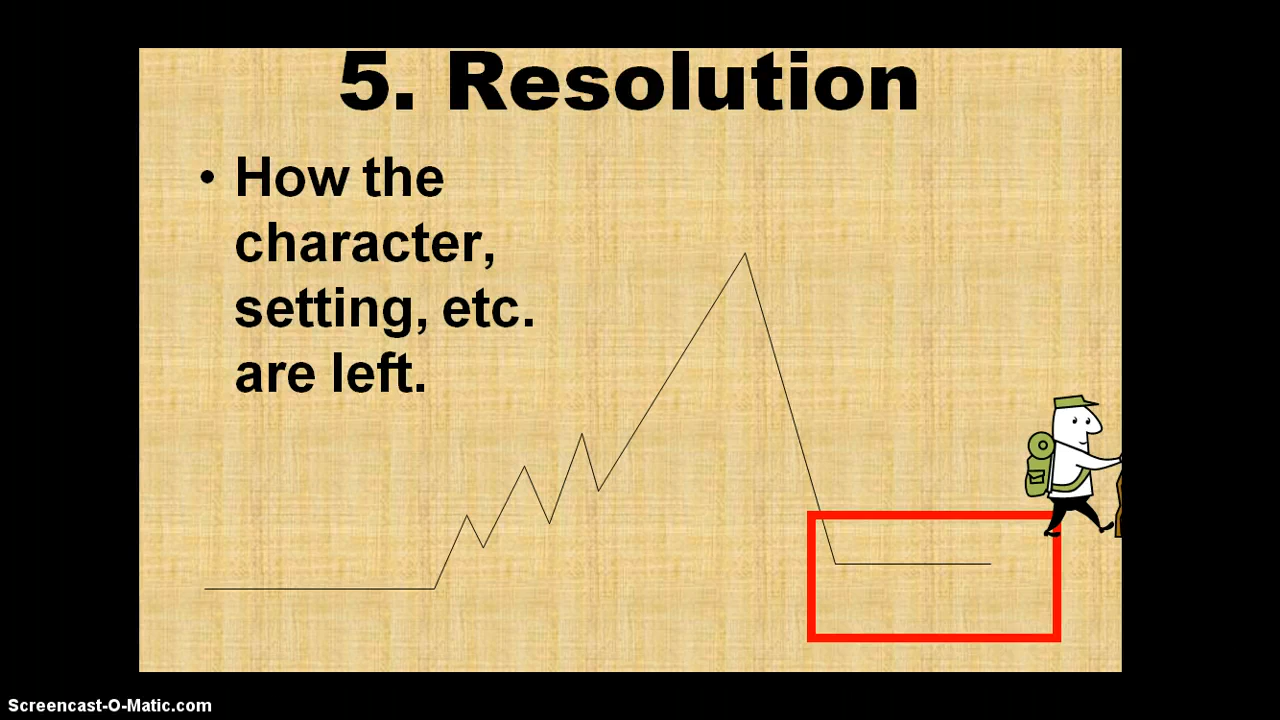 5. Resolution
• How the
character,
setting, etc.
are left.
Screencast-O-Matic.com